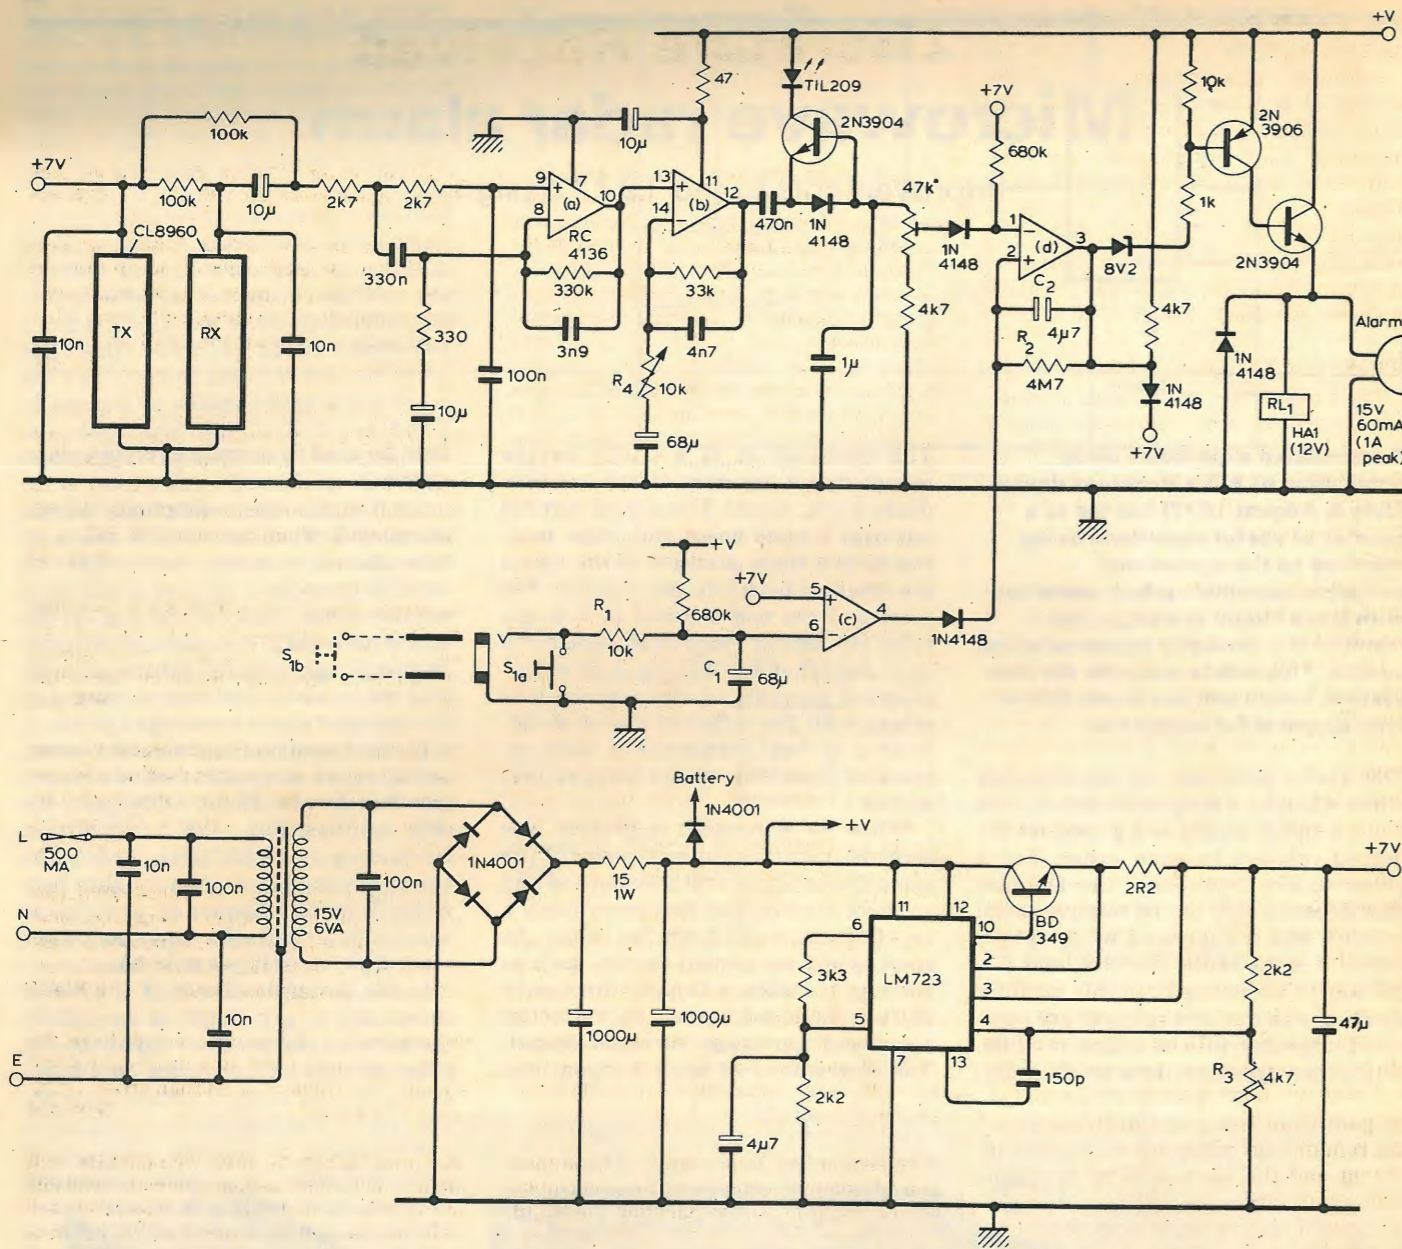 +V
47
TIL209
+7V
10k
2N
3906
100k
10µ
2N3904
680k
+7V
13
11
12
9
7
10
(a)
(b)
+
−
8
14
100k
10µ
2k7
2k7
470n
1N
4148
47k
1N
4148
1
2
3
(d)
8V2
1k
2N3904
CL8960
330n
RC
4136
330k
33k
C2
4µ7
4k7
4k7
TX
RX
10n
10n
330
3n9
4n7
1µ
R2
4M7
1N
4148
1N
4148
Alarm
100n
R4
10k
10µ
68µ
+7V
RL1
HA1
(12V)
15V
60mA
(1A
peak)
+V
+7V
5
6
4
(c)
+
−
R1
10k
680k
1N4148
S1b
S1a
C1
68µ
Battery
1N4001
+V
L
500
MA
10n
100n
15V
6VA
100n
1N4001
15
1W
BD
349
2R2
+7V
N
11
12
6
10
3k3
LM723
2
3
5
4
7
13
2k2
1000µ
1000µ
47µ
10n
E
150p
R3
4k7
2k2
4µ7